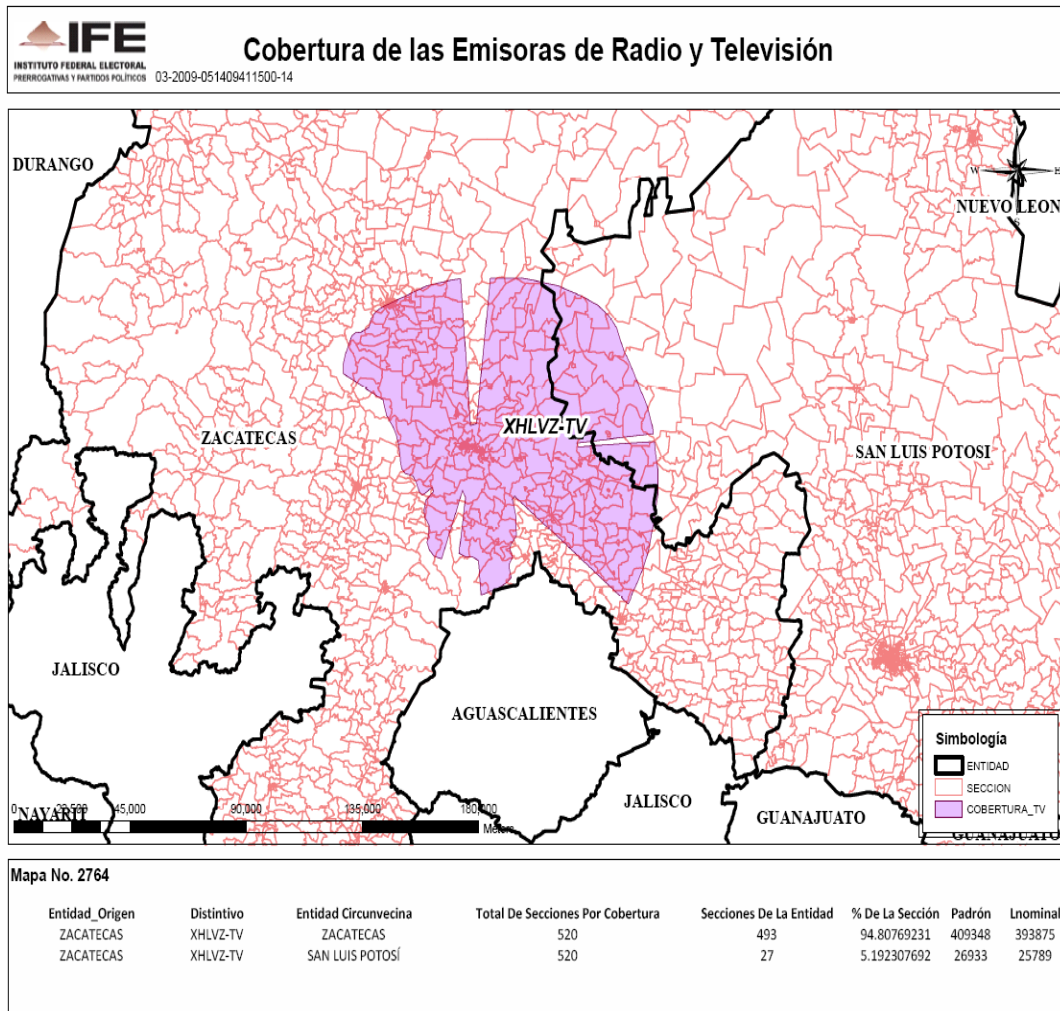 IFE
INSTITUTO FEDERAL ELECTORAL
PRERROGATIVAS Y PARTIDOS POLÍTICOS
03-2009-051409411500-14
Cobertura de las Emisoras de Radio y Televisión
DURANGO
W E
S
NUEVO LEON
XHLVZ-TV
ZACATECAS
SAN LUIS POTOSI
JALISCO
AGUASCALIENTES
JALISCO
GUANAJUATO
GUANAJUATO
NAYARIT
0 22,500 45,000 90,000 135,000 180,000
Meters
Simbología
ENTIDAD
SECCION
COBERTURA_TV
Mapa No. 2764
Entidad_Origen Distintivo Entidad Circunvecina Total De Secciones Por Cobertura Secciones De La Entidad % De La Sección Padrón Lnominal
ZACATECAS XHLVZ-TV ZACATECAS 520 493 94.80769231 409348 393875
ZACATECAS XHLVZ-TV SAN LUIS POTOSÍ 520 27 5.192307692 26933 25789